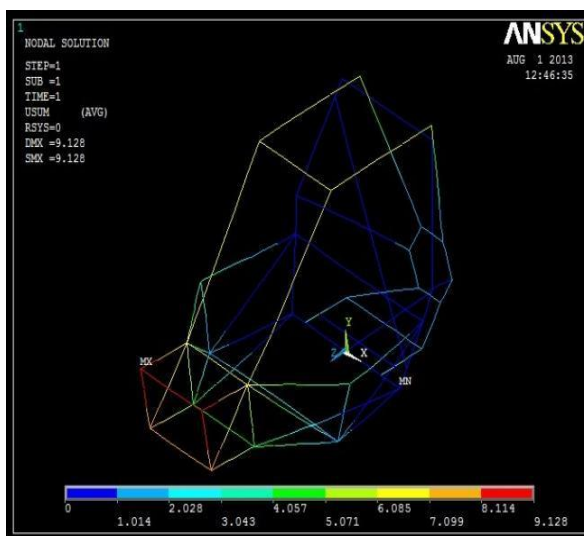 1
NODAL SOLUTION
STEP=1
SUB =1
TIME=1
USUM (AVG)
RSYS=0
DMX =9.128
SMX =9.128
ANSYS
AUG 1 2013
12:46:35
MX
Y
Z X
MN
0 2.028 4.057 6.085 8.114
1.014 3.043 5.071 7.099 9.128